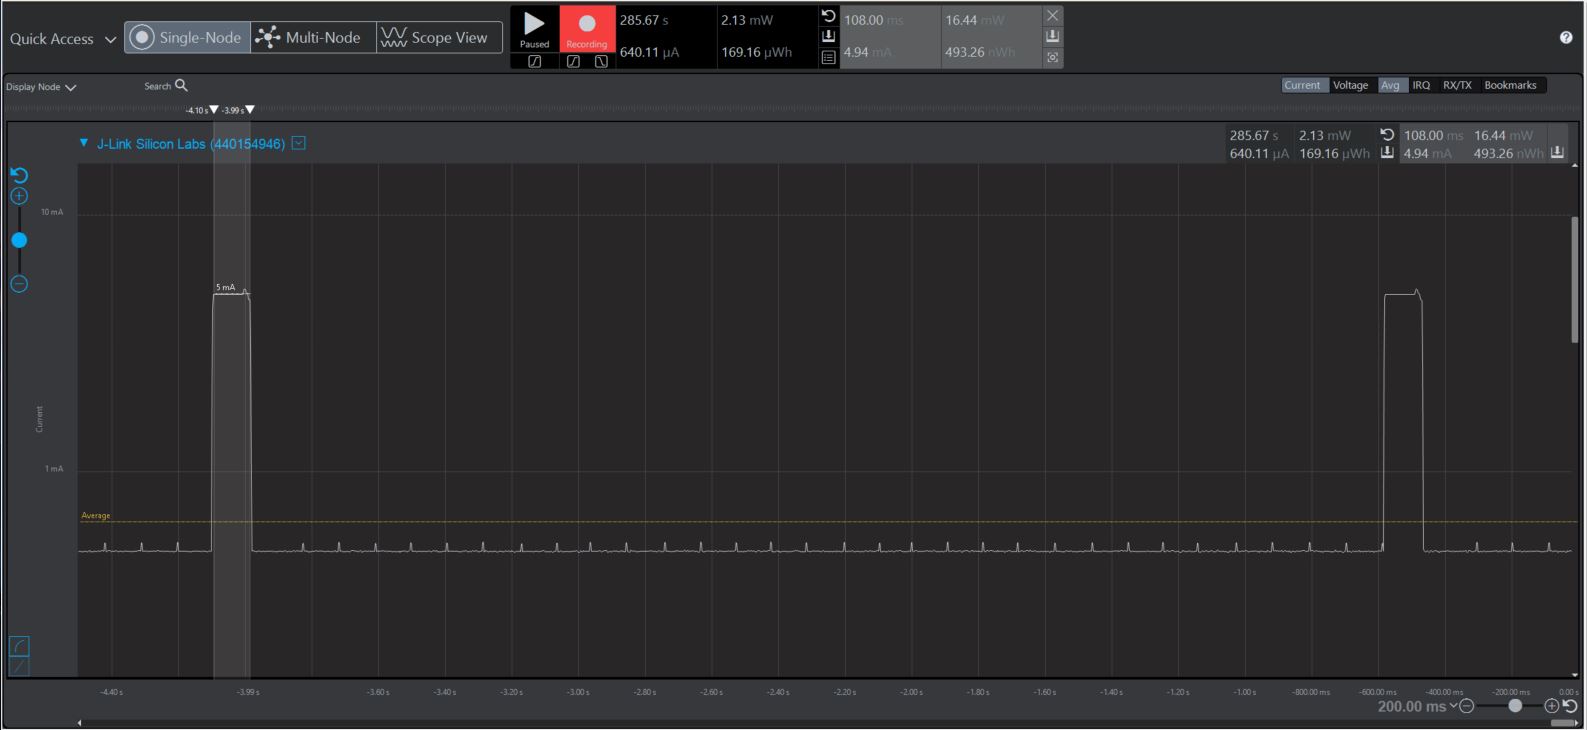 Quick Access
Single-Node
Multi-Node
Scope View
Paused
Recording
285.67 s
2.13 mW
640.11 µA
169.16 µWh
108.00 ms
16.44 mW
4.94 mA
493.26 nWh
Display Node
Search
Current
Voltage
Avg
IRQ
RX/TX
Bookmarks
-4.10 s
-3.99 s
J-Link Silicon Labs (440154946)
285.67 s
2.13 mW
108.00 ms
16.44 mW
640.11 µA
169.16 µWh
4.94 mA
493.26 nWh
10 mA
5 mA
Current
1 mA
Average
-4.40 s
-3.99 s
-3.60 s
-3.40 s
-3.20 s
-3.00 s
-2.80 s
-2.60 s
-2.40 s
-2.20 s
-2.00 s
-1.80 s
-1.60 s
-1.40 s
-1.20 s
-1.00 s
-800.00 ms
-600.00 ms
-400.00 ms
-200.00 ms
0.00 s
200.00 ms